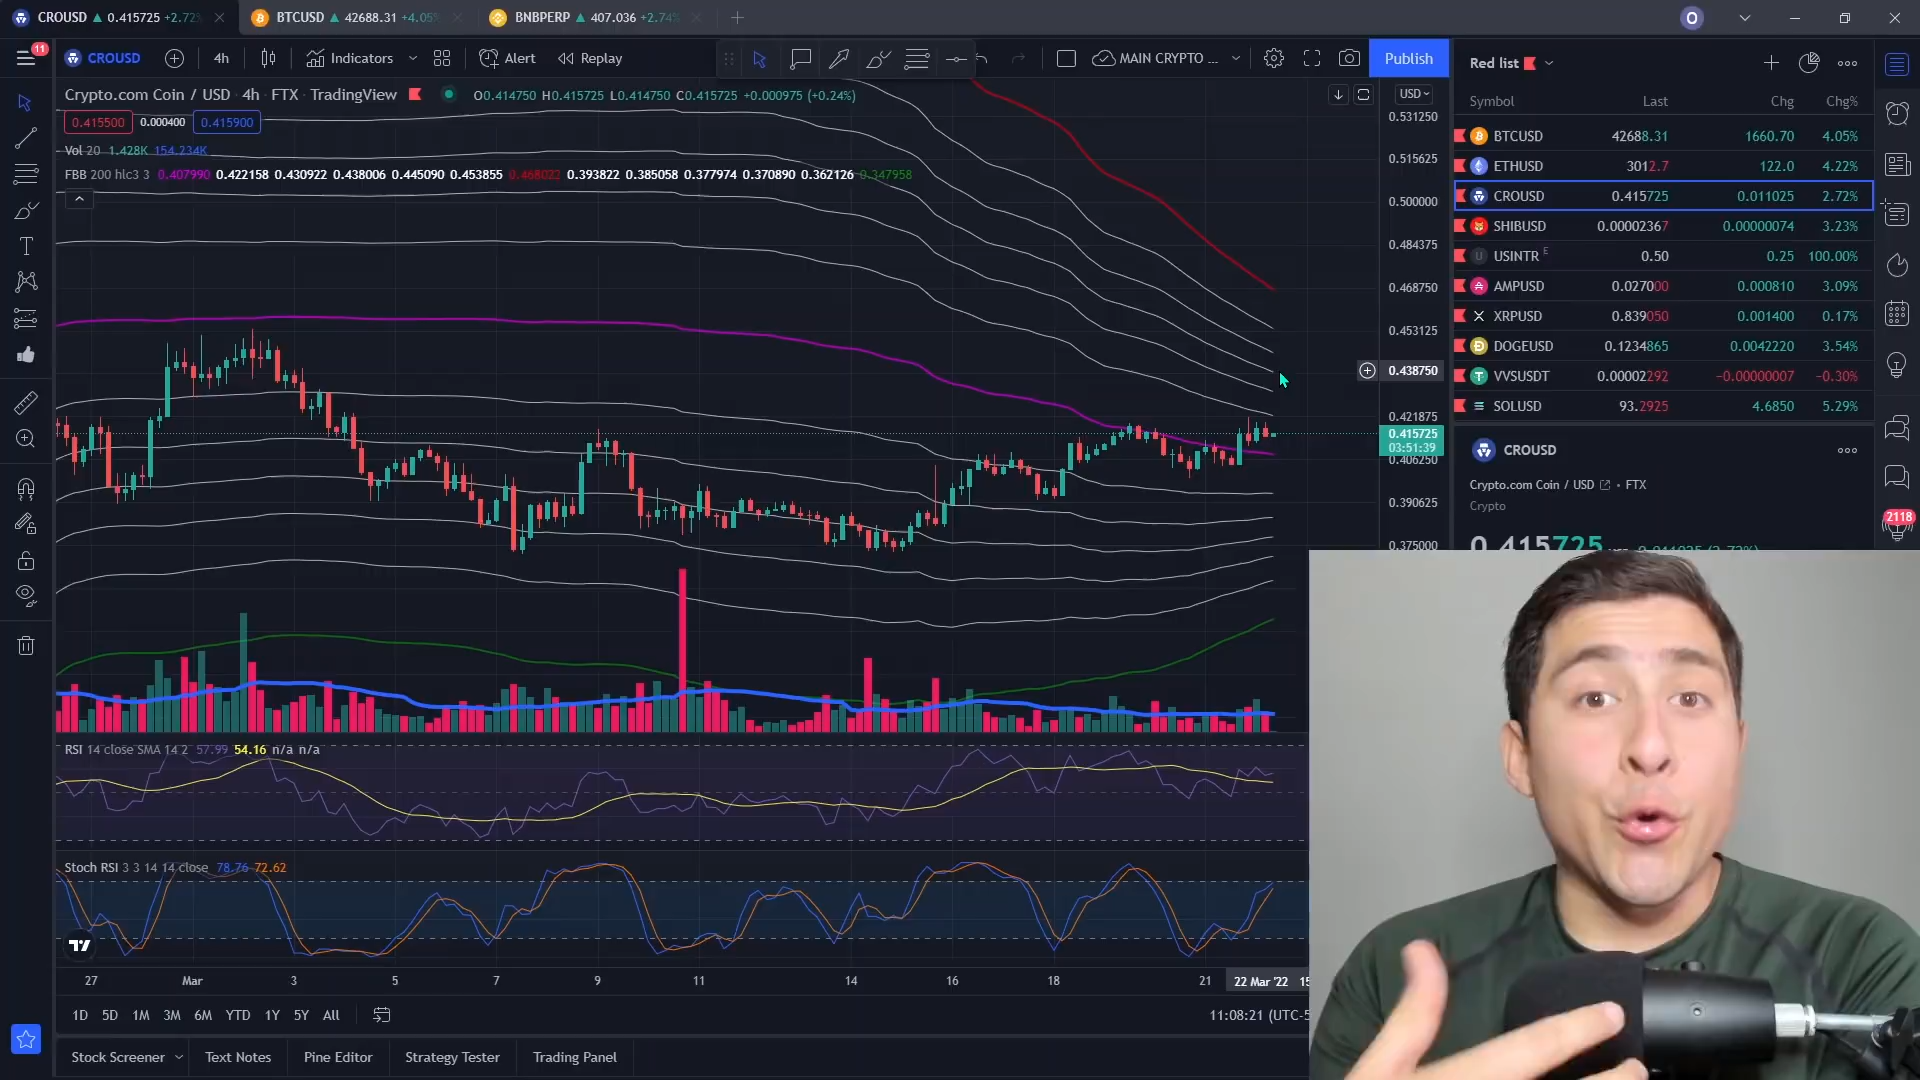 CROUSD ▲ 0.415725 +2.72%
BTCUSD ▲ 42688.31 +4.05%
BNBPERP ▲ 407.036 +2.74%
O
11
CROUSD
4h
Indicators
Alert
Replay
MAIN CRYPTO ...
Publish
Crypto.com Coin / USD · 4h · FTX · TradingView
O0.414750 H0.415725 L0.414750 C0.415725 +0.000975 (+0.24%)
0.415500 0.000400 0.415900
Vol 20 1.428K 154.234K
FBB 200 hlc3 3 0.407990 0.422158 0.430922 0.438006 0.445090 0.453855 0.468022 0.393822 0.385058 0.377974 0.370890 0.362126 0.347958
USD
0.531250
0.515625
0.500000
0.484375
0.468750
0.453125
0.438750
0.421875
0.415725
03:51:39
0.406250
0.390625
0.375000
RSI 14 close SMA 14 2 57.99 54.16 n/a n/a
Stoch RSI 3 3 14 14 close 78.76 72.62
27 Mar 3 5 7 9 11 14 16 18 21 22 Mar '22
1D 5D 1M 3M 6M YTD 1Y 5Y All
11:08:21 (UTC-5
Stock Screener
Text Notes
Pine Editor
Strategy Tester
Trading Panel
Red list
Symbol Last Chg Chg%
BTCUSD 42688.31 1660.70 4.05%
ETHUSD 3012.7 122.0 4.22%
CROUSD 0.415725 0.011025 2.72%
SHIBUSD 0.00002367 0.00000074 3.23%
U USINTR E 0.50 0.25 100.00%
AMPUSD 0.027000 0.000810 3.09%
XRPUSD 0.839050 0.001400 0.17%
DOGEUSD 0.1234865 0.0042220 3.54%
VVSUSDT 0.00002292 −0.00000007 −0.30%
SOLUSD 93.2925 4.6850 5.29%
CROUSD
Crypto.com Coin / USD · FTX
Crypto
0.415725
2118